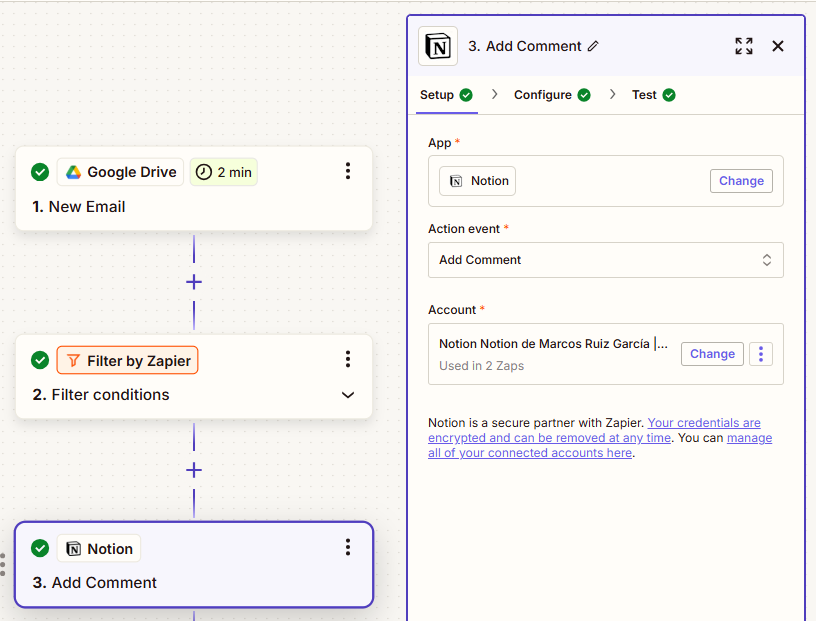 Google Drive
2 min
1. New Email
Filter by Zapier
2. Filter conditions
Notion
3. Add Comment
3. Add Comment
Setup
Configure
Test
App *
Notion
Change
Action event *
Add Comment
Account *
Notion Notion de Marcos Ruiz García |...
Used in 2 Zaps
Change
Notion is a secure partner with Zapier. Your credentials are
encrypted and can be removed at any time. You can manage
all of your connected accounts here.